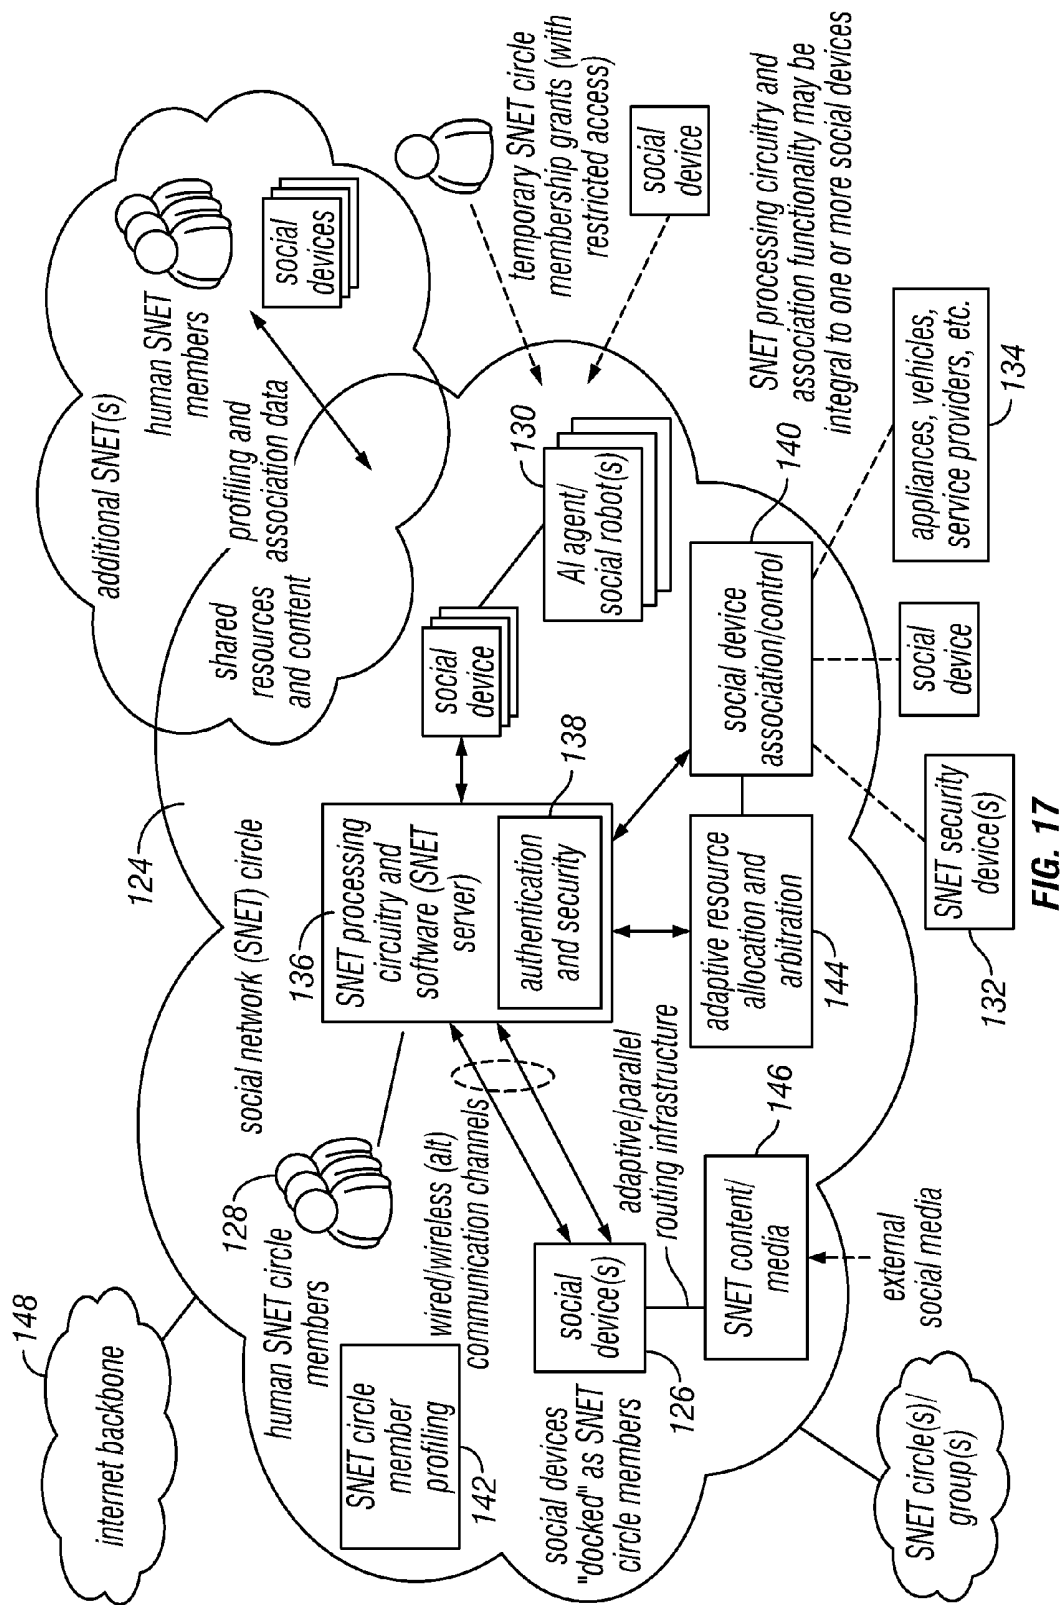 internet backbone
148
additional SNET(s)
human SNET
members
social
devices
profiling and
association data
shared
resources
and content
124
social network (SNET) circle
128
human SNET circle
members
136
SNET processing
circuitry and
software (SNET
server)
authentication
and security
138
social
device
AI agent/
social robot(s)
130
temporary SNET circle
membership grants (with
restricted access)
social
device
SNET circle
member
profiling
142
wired/wireless (alt)
communication channels
adaptive/parallel
routing infrastructure
social devices
"docked" as SNET
circle members
social
device(s)
126
SNET content/
media
146
external
social media
adaptive resource
allocation and
arbitration
144
social device
association/control
140
SNET processing circuitry and
association functionality may be
integral to one or more social devices
SNET circle(s)/
group(s)
SNET security
device(s)
132
social
device
appliances, vehicles,
service providers, etc.
134
FIG. 17